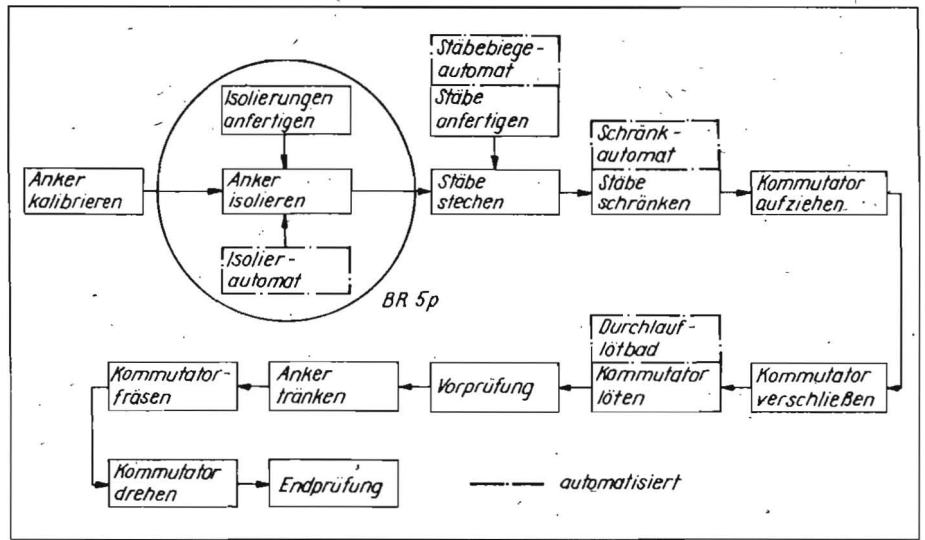 Stäbebiege-
automat
Isolierungen
anfertigen
Stäbe
anfertigen
Schränk-
automat
Anker
kalibrieren
Anker
isolieren
Stäbe
stechen
Stäbe
schränken
Kommutator
aufziehen
Isolier-
automat
BR 5p
Durchlauf-
lötbad
Kommutator-
fräsen
Anker
tränken
Vorprüfung
Kommutator
löten
Kommutator
verschließen
Kommutator
drehen
Endprüfung
automatisiert